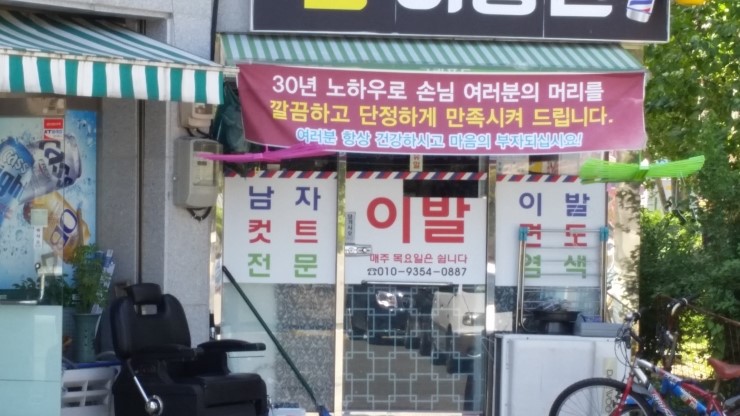 30년 노하우로 손님 여러분의 머리를
깔끔하고 단정하게 만족시켜 드립니다.
여러분 항상 건강하시고 마음의 부자되십시요!
남자
컷트
전문
이발
매주 목요일은 쉽니다
☎010-9354-0887
이발
면도
염색